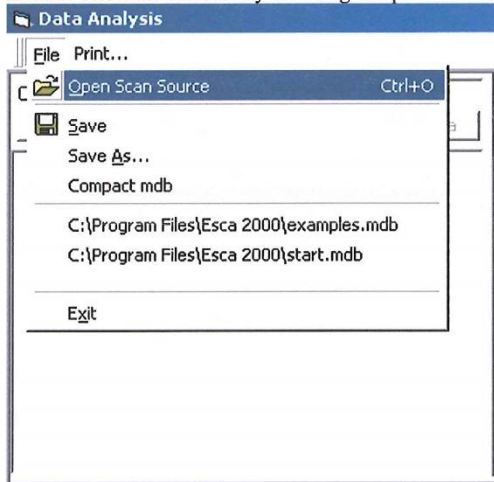 Data Analysis
File Print...
Open Scan Source Ctrl+O
Save
Save As...
Compact mdb
C:\Program Files\Esca 2000\examples.mdb
C:\Program Files\Esca 2000\start.mdb
Exit